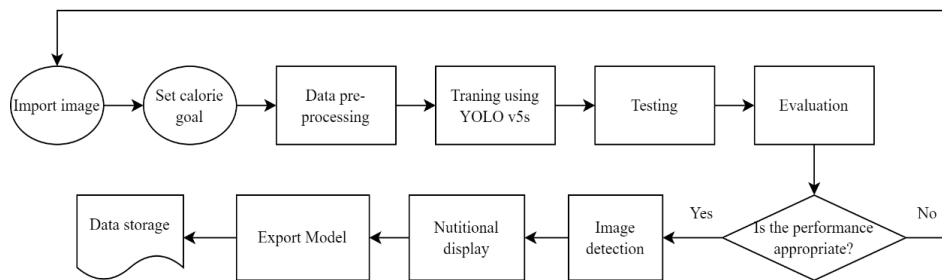 Import image
Set calorie
goal
Data pre-
processing
Traning using
YOLO v5s
Testing
Evaluation
Data storage
Export Model
Nutitional
display
Image
detection
Yes
Is the performance
appropriate?
No